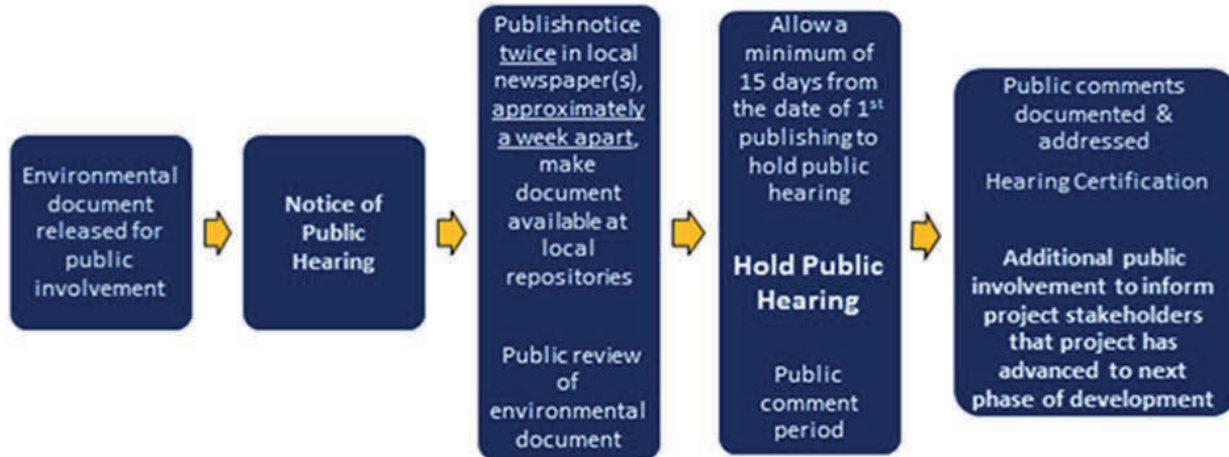 Environmental
document
released for
public
involvement
Notice of
Public
Hearing
Publish notice
twice in local
newspaper(s),
approximately
a week apart,
make
document
available at
local
repositories
Public review
of
environmental
document
Allow a
minimum of
15 days from
the date of 1st
publishing to
hold public
hearing
Hold Public
Hearing
Public
comment
period
Public comments
documented &
addressed
Hearing Certification
Additional public
involvement to inform
project stakeholders
that project has
advanced to next
phase of development